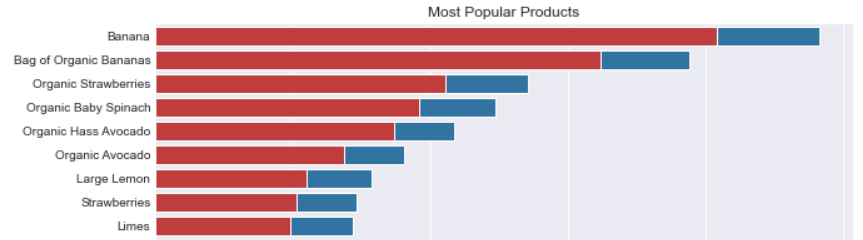 Most Popular Products
Banana
Bag of Organic Bananas
Organic Strawberries
Organic Baby Spinach
Organic Hass Avocado
Organic Avocado
Large Lemon
Strawberries
Limes